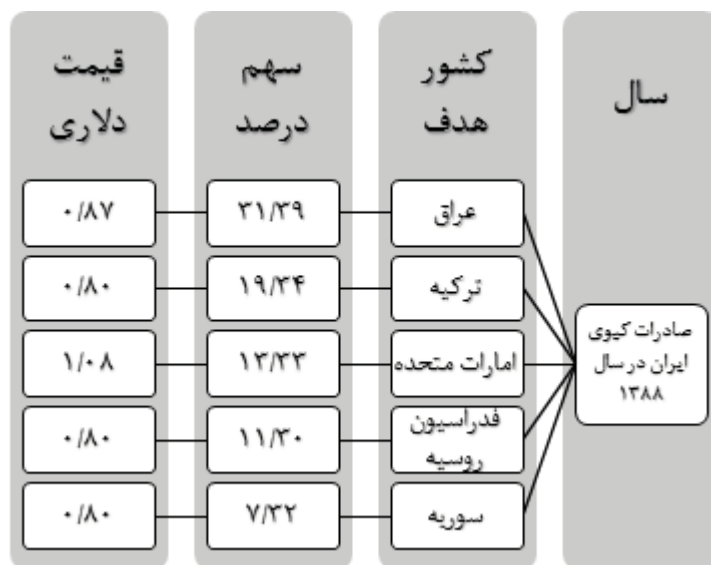 سال
کشور
هدف
سهم
درصد
قیمت
دلاری
صادرات کیوی
ایران در سال
۱۳۸۸
عراق
۳۱/۳۹
۰/۸۷
ترکیه
۱۹/۳۴
۰/۸۰
امارات متحده
۱۳/۳۳
۱/۰۸
فدراسیون
روسیه
۱۱/۳۰
۰/۸۰
سوریه
۷/۳۲
۰/۸۰